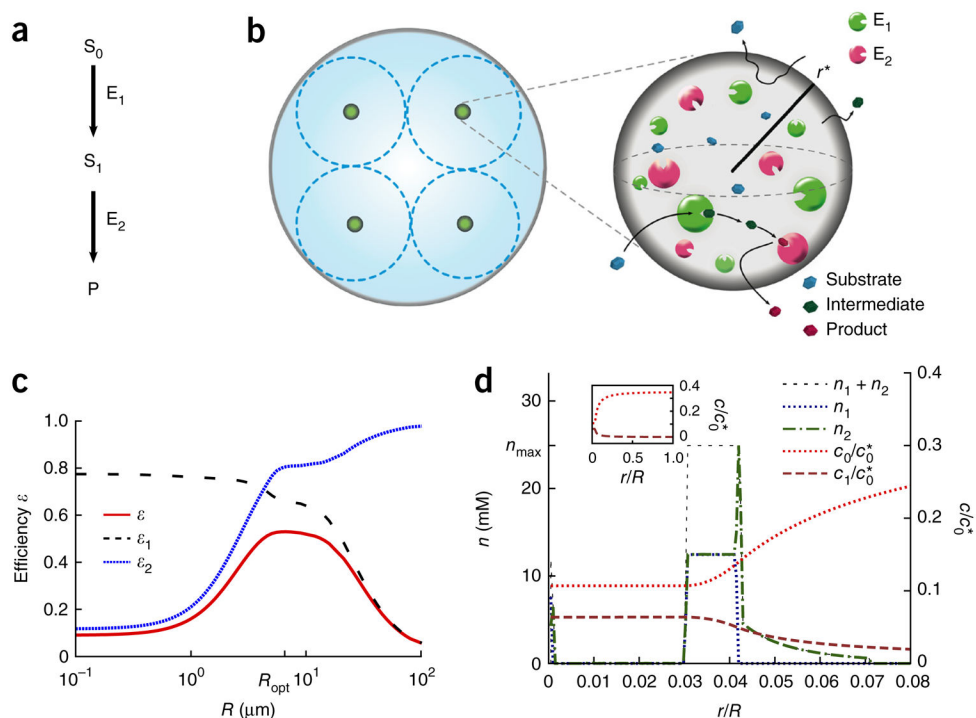 a
S0
E1
S1
E2
P
b
r*
E1
E2
Substrate
Intermediate
Product
c
Efficiency ε
1.0
0.8
0.6
0.4
0.2
0
ε
ε1
ε2
10⁻¹ 10⁰ Ropt 10¹ 10²
R (μm)
d
n (mM)
30
nmax
20
10
0
0.4
0.2
0
c/c0*
0 0.5 1.0
r/R
n1 + n2
n1
n2
c0/c0*
c1/c0*
0.4
0.3
0.2
0.1
0
c/c0*
0 0.01 0.02 0.03 0.04 0.05 0.06 0.07 0.08
r/R